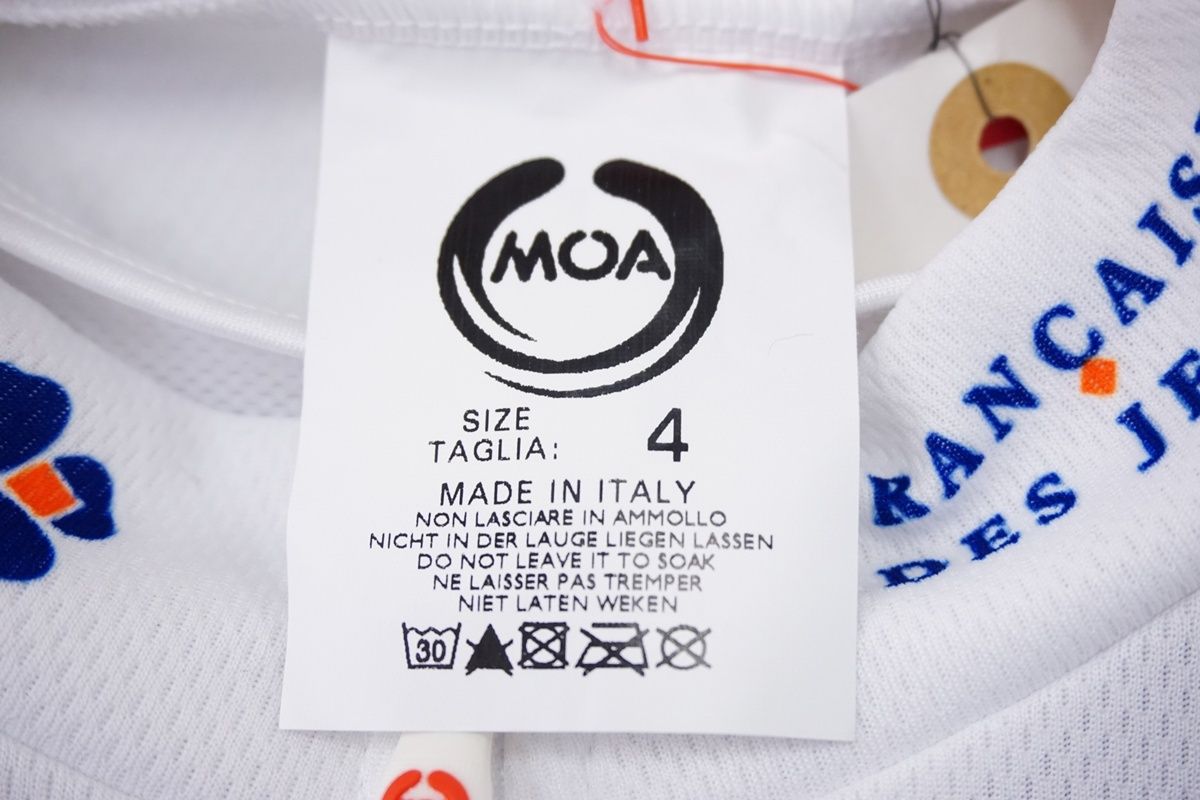 MOA
SIZE
TAGLIA: 4
MADE IN ITALY
NON LASCIARE IN AMMOLLO
NICHT IN DER LAUGE LIEGEN LASSEN
DO NOT LEAVE IT TO SOAK
NE LAISSER PAS TREMPER
NIET LATEN WEKEN
30
RANÇAIS
DES JE